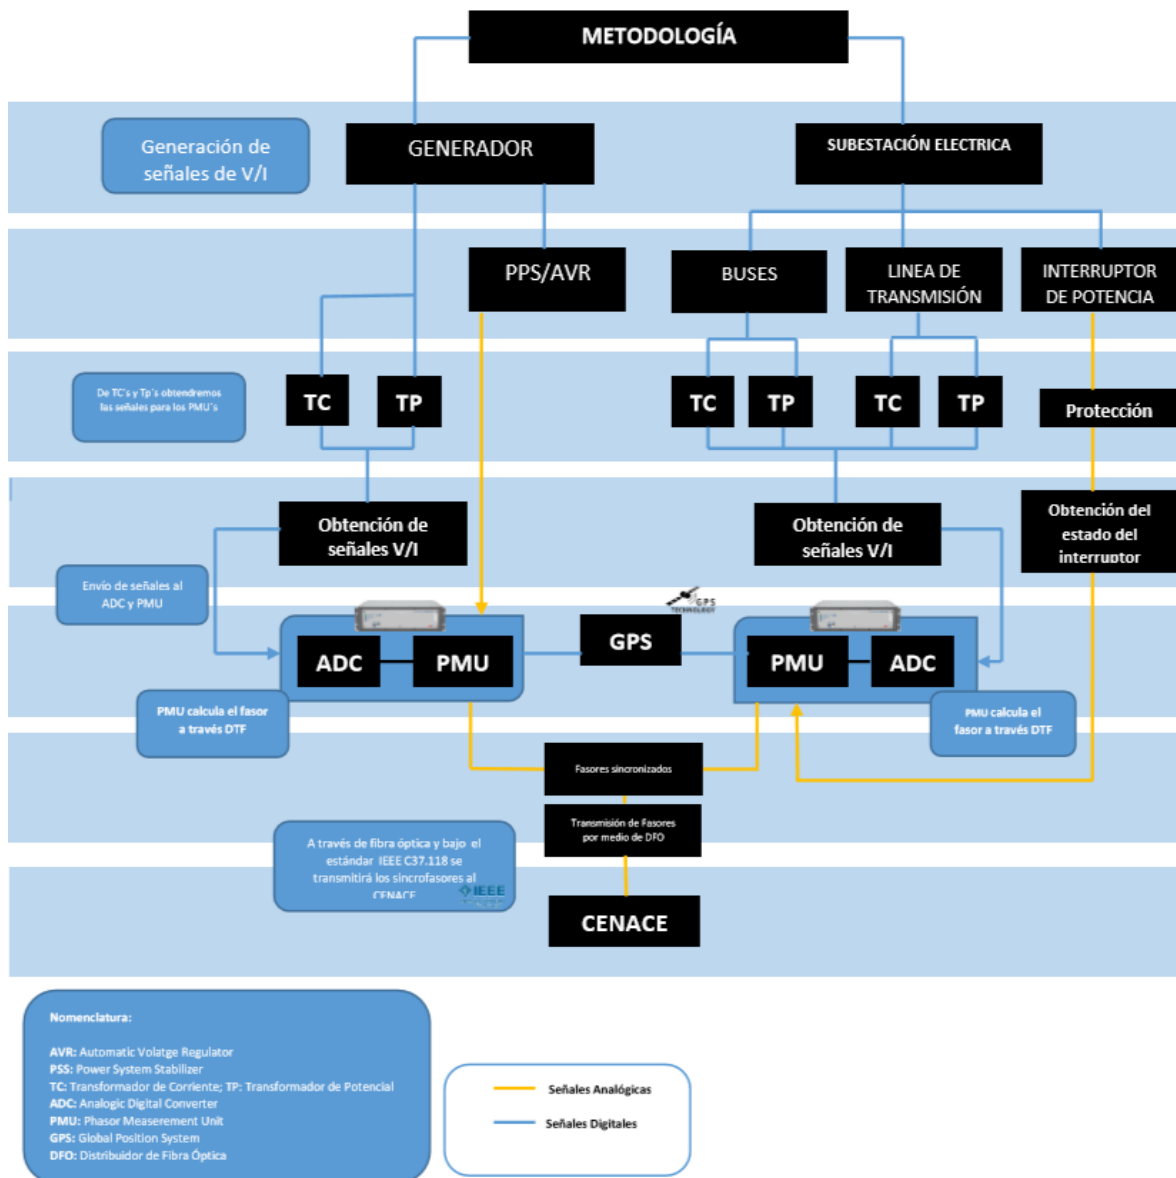 METODOLOGÍA
Generación de
señales de V/I
GENERADOR
SUBESTACIÓN ELECTRICA
PPS/AVR
BUSES
LINEA DE
TRANSMISIÓN
INTERRUPTOR
DE POTENCIA
De TC´s y Tp´s obtendremos
las señales para los PMU´s
TC
TP
TC
TP
TC
TP
Protección
Obtención de
señales V/I
Obtención de
señales V/I
Obtención del
estado del
interruptor
Envío de señales al
ADC y PMU
GPS
TECHNOLOGY
ADC
PMU
GPS
PMU
ADC
PMU calcula el fasor
a través DTF
PMU calcula el
fasor a través DTF
Fasores sincronizados
Transmisión de Fasores
por medio de DFO
A través de fibra óptica y bajo el
estándar IEEE C37.118 se
transmitirá los sincrofasores al
CENACE
IEEE
CENACE
Nomenclatura:
AVR: Automatic Volatge Regulator
PSS: Power System Stabilizer
TC: Transformador de Corriente; TP: Transformador de Potencial
ADC: Analogic Digital Converter
PMU: Phasor Measerement Unit
GPS: Global Position System
DFO: Distribuidor de Fibra Óptica
Señales Analógicas
Señales Digitales